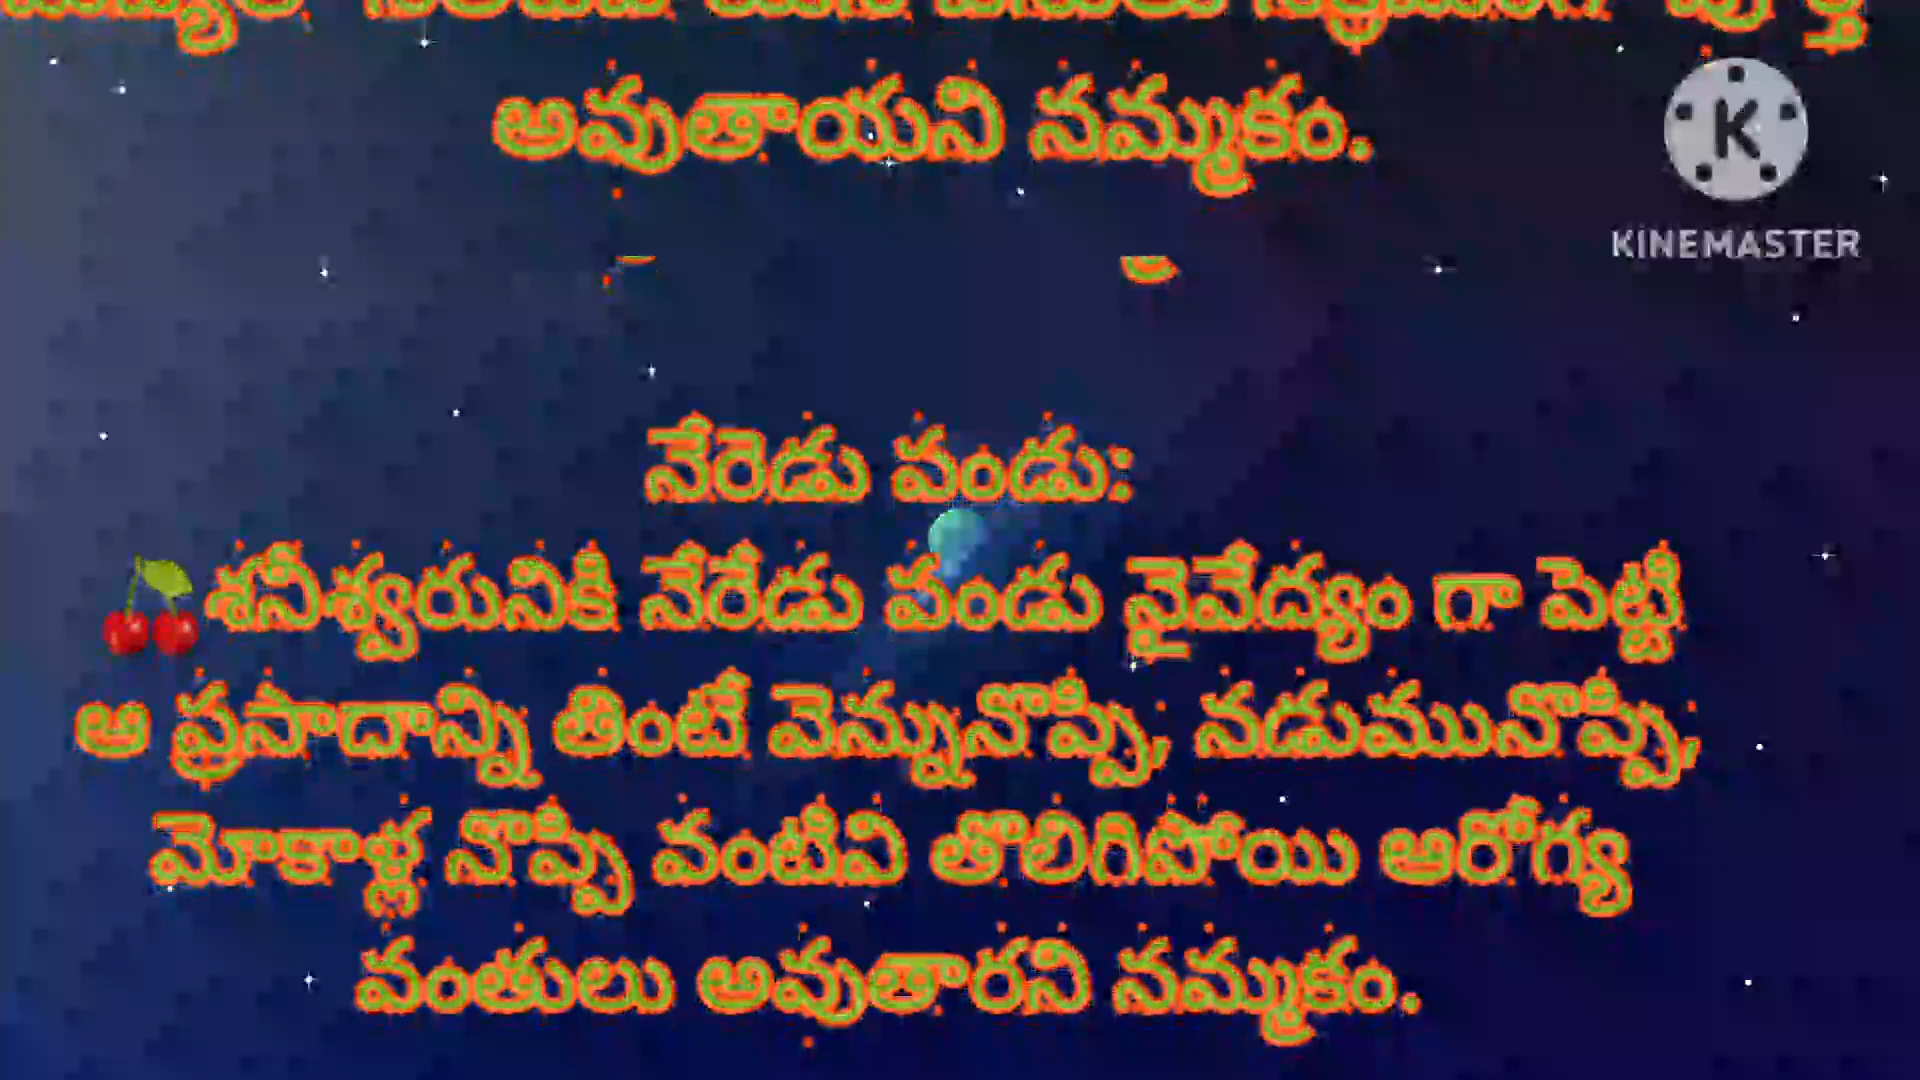 అవుతాయని నమ్మకం.
KINEMASTER
నేరెడు పండు:
శనీశ్వరునికి నేరేడు పండు నైవేద్యం గా పెట్టి
ఆ ప్రసాదాన్ని తింటే వెన్నునొప్పి, నడుమునొప్పి,
మోకాళ్ల నొప్పి వంటివి తొలిగిపోయి ఆరోగ్య
వంతులు అవుతారని నమ్మకం.